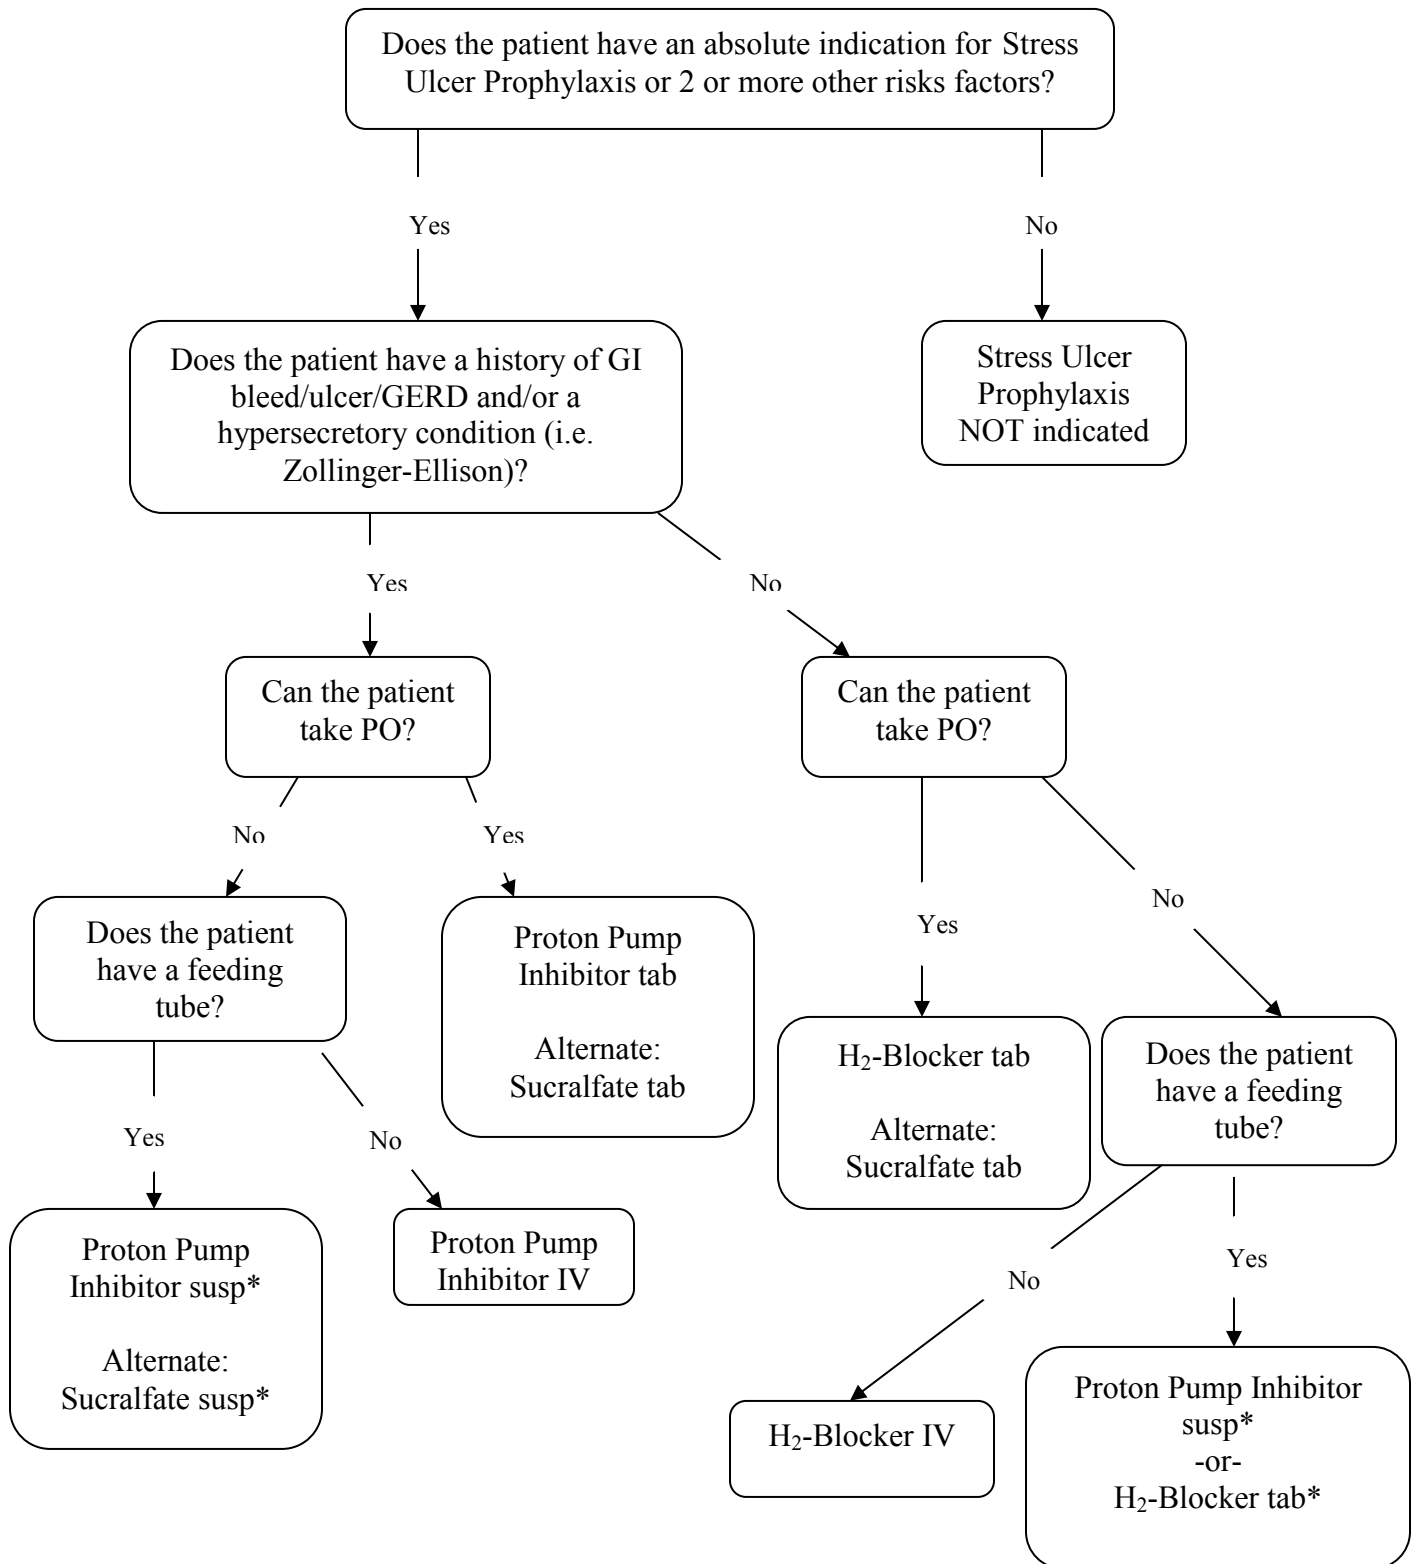 Does the patient have an absolute indication for Stress
Ulcer Prophylaxis or 2 or more other risks factors?
Yes
No
Does the patient have a history of GI
bleed/ulcer/GERD and/or a
hypersecretory condition (i.e.
Zollinger-Ellison)?
Stress Ulcer
Prophylaxis
NOT indicated
Yes
No
Can the patient
take PO?
Can the patient
take PO?
No
Yes
Yes
No
Does the patient
have a feeding
tube?
Proton Pump
Inhibitor tab
Alternate:
Sucralfate tab
H₂-Blocker tab
Alternate:
Sucralfate tab
Does the patient
have a feeding
tube?
Yes
No
No
Yes
Proton Pump
Inhibitor susp*
Alternate:
Sucralfate susp*
Proton Pump
Inhibitor IV
H₂-Blocker IV
Proton Pump Inhibitor
susp*
-or-
H₂-Blocker tab*